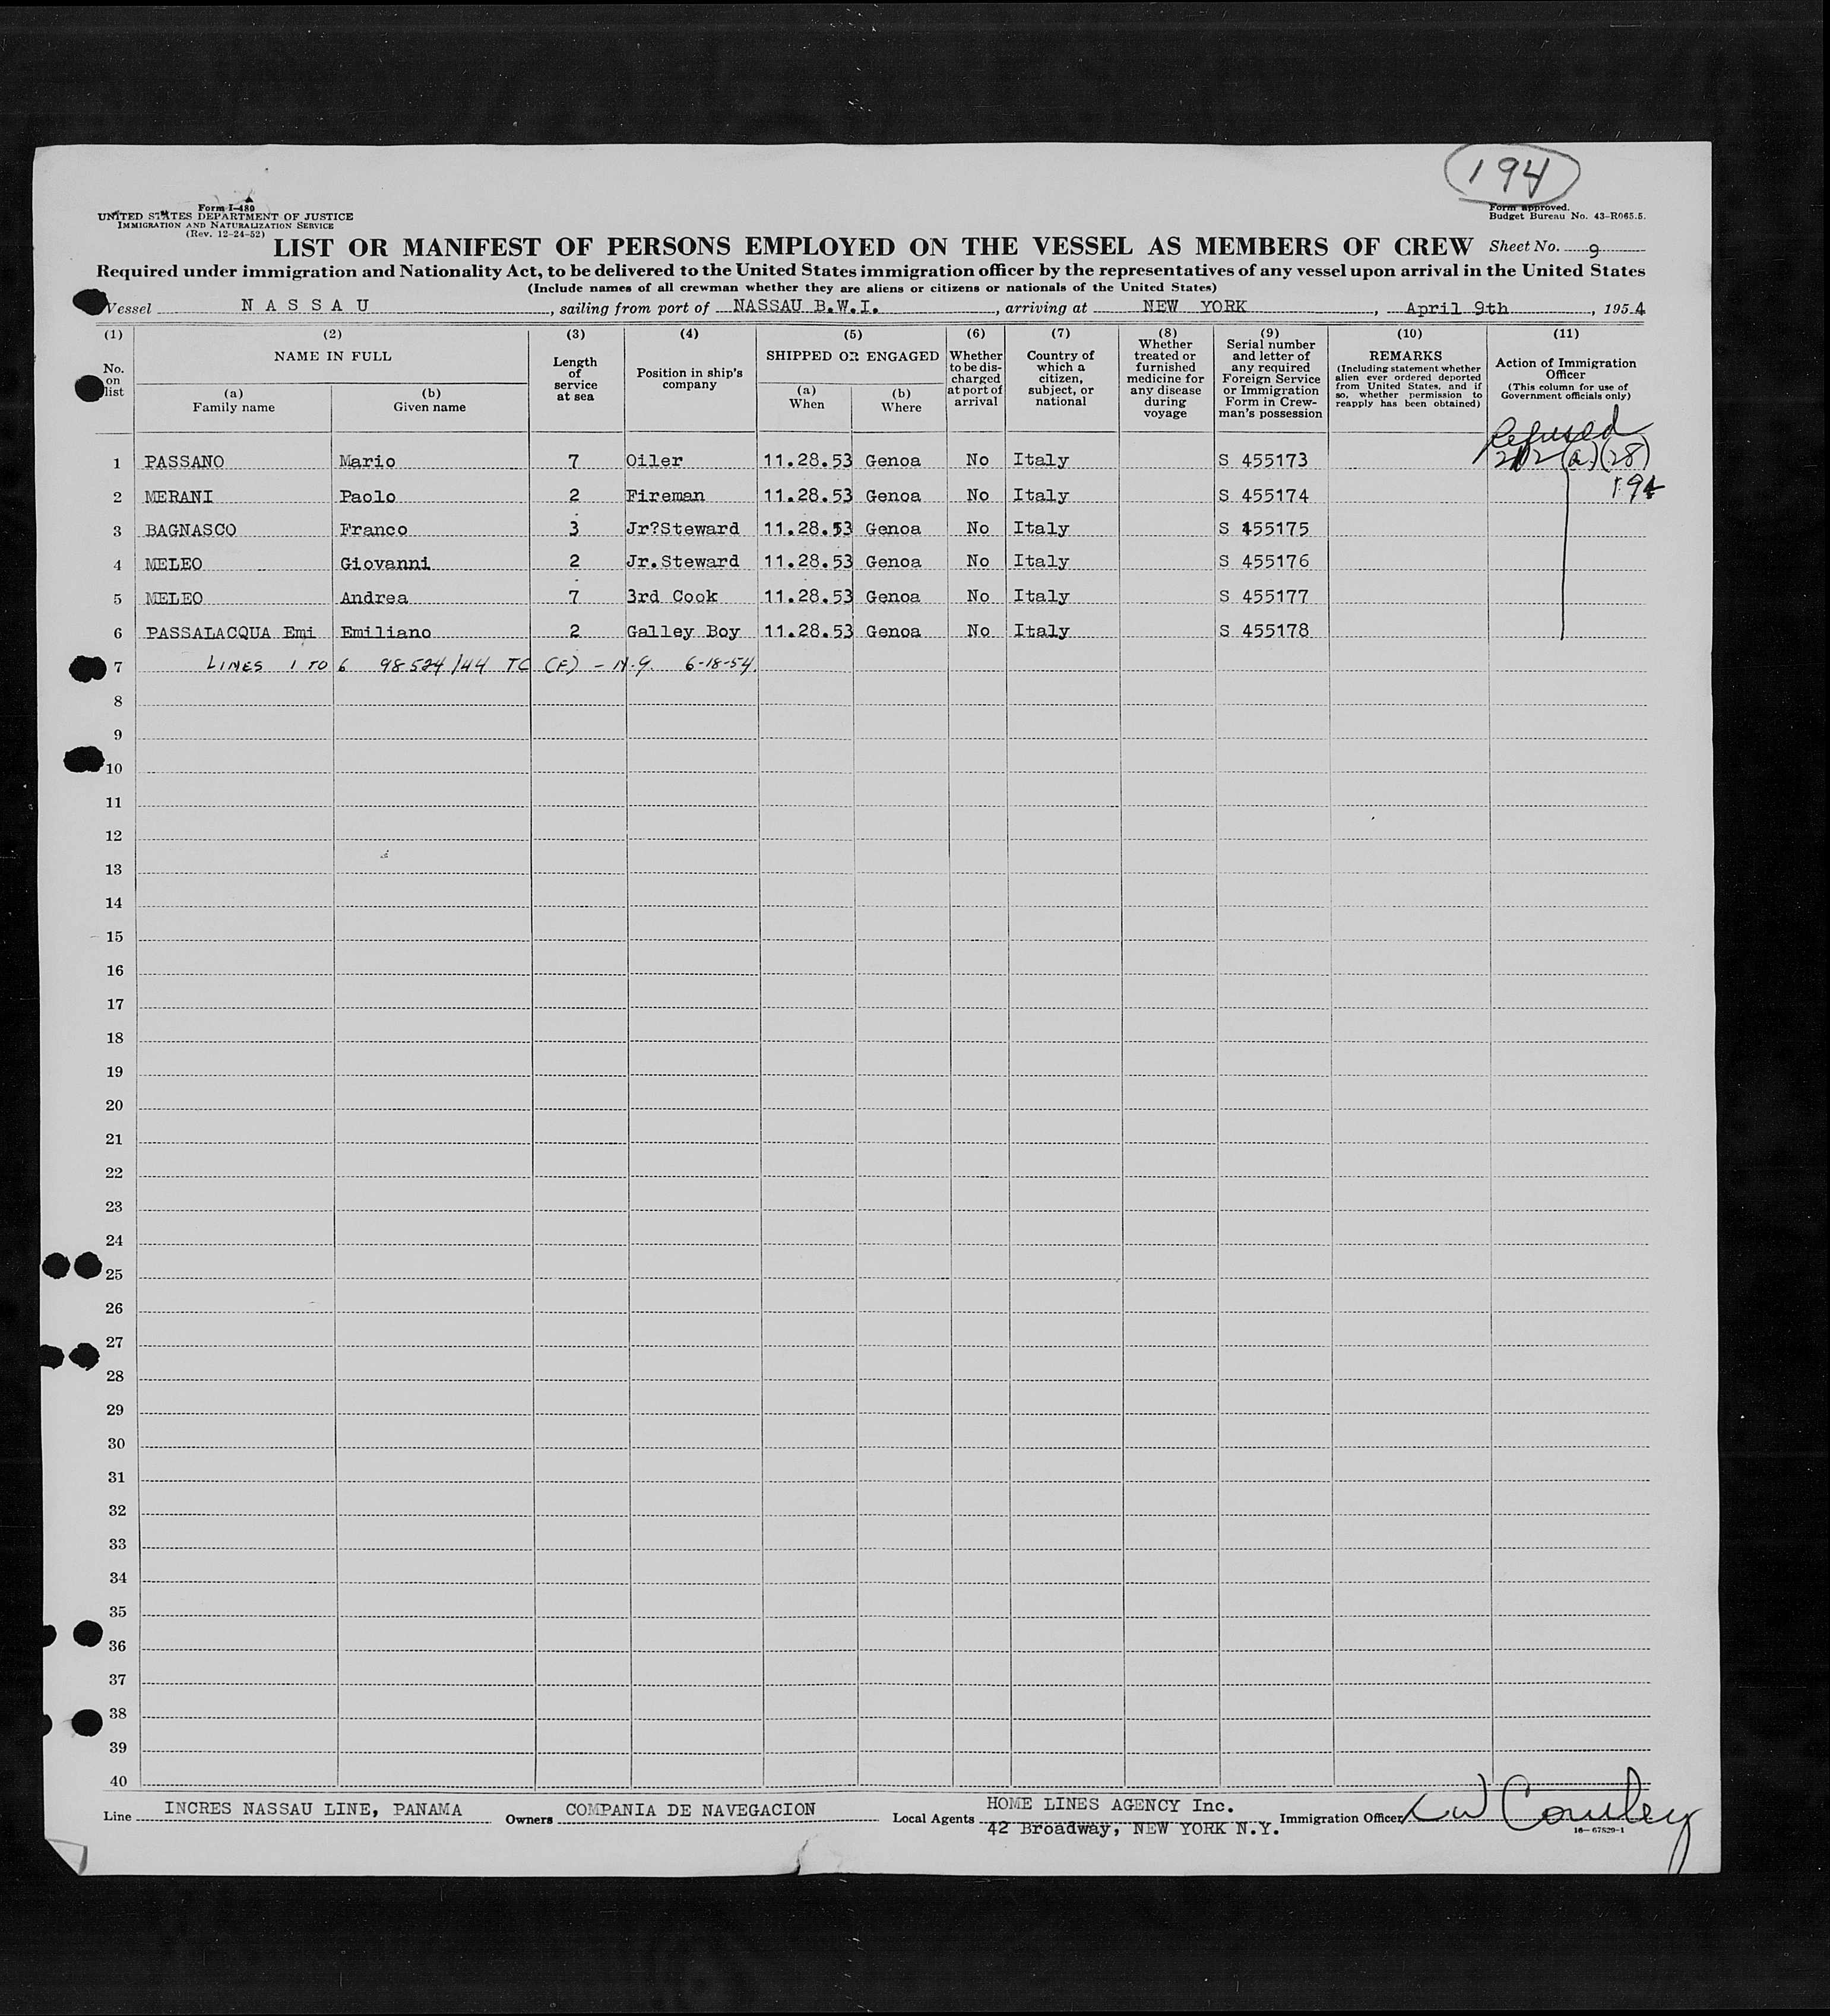 194
Form I-480
UNITED STATES DEPARTMENT OF JUSTICE
IMMIGRATION AND NATURALIZATION SERVICE
(Rev. 12-24-52)
Form approved.
Budget Bureau No. 43-R065.5.
LIST OR MANIFEST OF PERSONS EMPLOYED ON THE VESSEL AS MEMBERS OF CREW Sheet No. 9
Required under immigration and Nationality Act, to be delivered to the United States immigration officer by the representatives of any vessel upon arrival in the United States
(Include names of all crewman whether they are aliens or citizens or nationals of the United States)
Vessel N A S S A U, sailing from port of NASSAU B.W.I., arriving at NEW YORK, April 9th, 1954
(1) (2) (3) (4) (5) (6) (7) (8) (9) (10) (11)
No. on list
NAME IN FULL
(a) Family name
(b) Given name
Length of service at sea
Position in ship's company
SHIPPED OR ENGAGED
(a) When
(b) Where
Whether to be discharged at port of arrival
Country of which a citizen, subject, or national
Whether treated or furnished medicine for any disease during voyage
Serial number and letter of any required Foreign Service or Immigration Form in Crewman's possession
REMARKS
(Including statement whether alien ever ordered deported from United States, and if so, whether permission to reapply has been obtained)
Action of Immigration Officer
(This column for use of Government officials only)
Refused
1 PASSANO Mario 7 Oiler 11.28.53 Genoa No Italy S 455173 212(a)(28)
2 MERANI Paolo 2 Fireman 11.28.53 Genoa No Italy S 455174 194
3 BAGNASCO Franco 3 Jr?Steward 11.28.53 Genoa No Italy S 455175
4 MELEO Giovanni 2 Jr.Steward 11.28.53 Genoa No Italy S 455176
5 MELEO Andrea 7 3rd Cook 11.28.53 Genoa No Italy S 455177
6 PASSALACQUA Emi Emiliano 2 Galley Boy 11.28.53 Genoa No Italy S 455178
7 LINES 1 TO 6 98524/44 TC (F) - N.Y. 6-18-54.
8
9
10
11
12
13
14
15
16
17
18
19
20
21
22
23
24
25
26
27
28
29
30
31
32
33
34
35
36
37
38
39
40
Line INCRES NASSAU LINE, PANAMA Owners COMPANIA DE NAVEGACION Local Agents HOME LINES AGENCY Inc.
42 Broadway, NEW YORK N.Y. Immigration Officer
16-67829-1